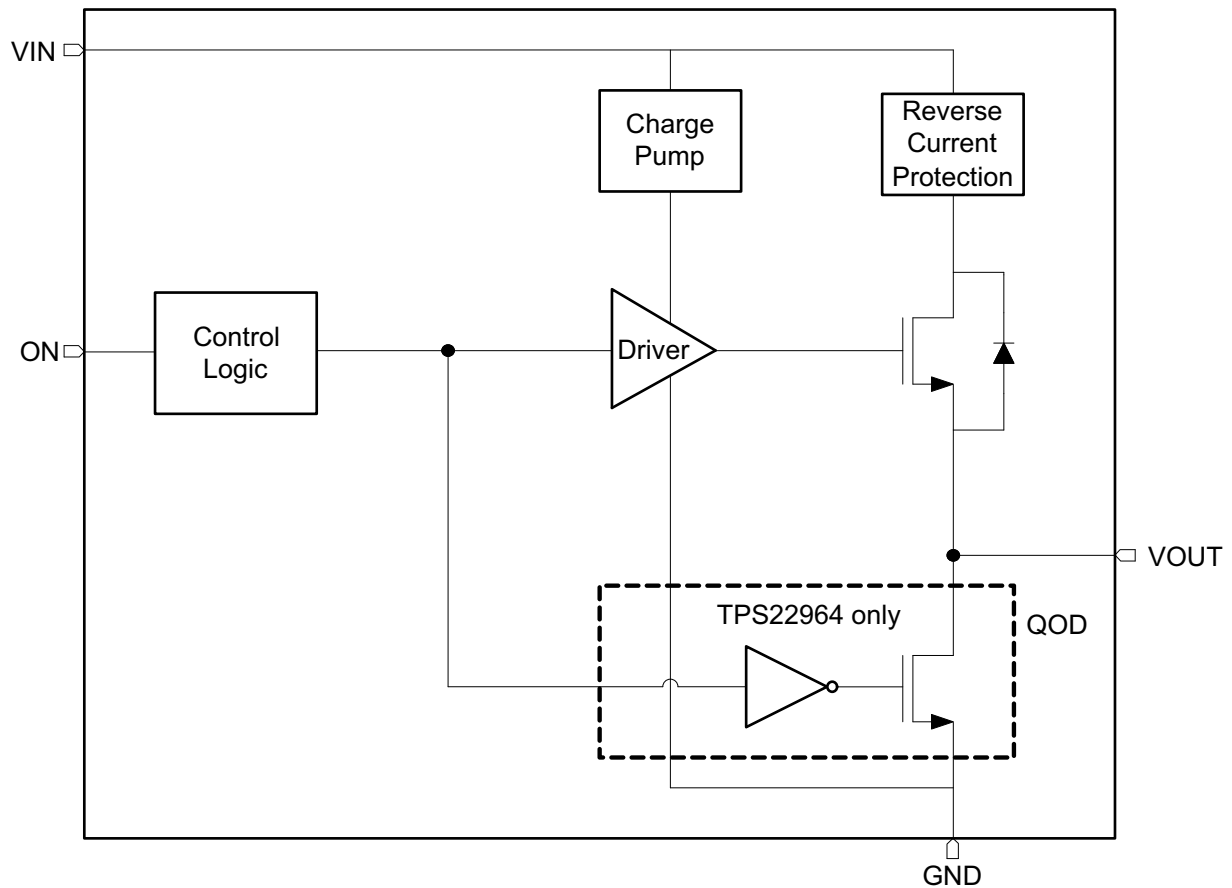 VIN
Charge
Pump
Reverse
Current
Protection
ON
Control
Logic
Driver
VOUT
TPS22964 only
QOD
GND